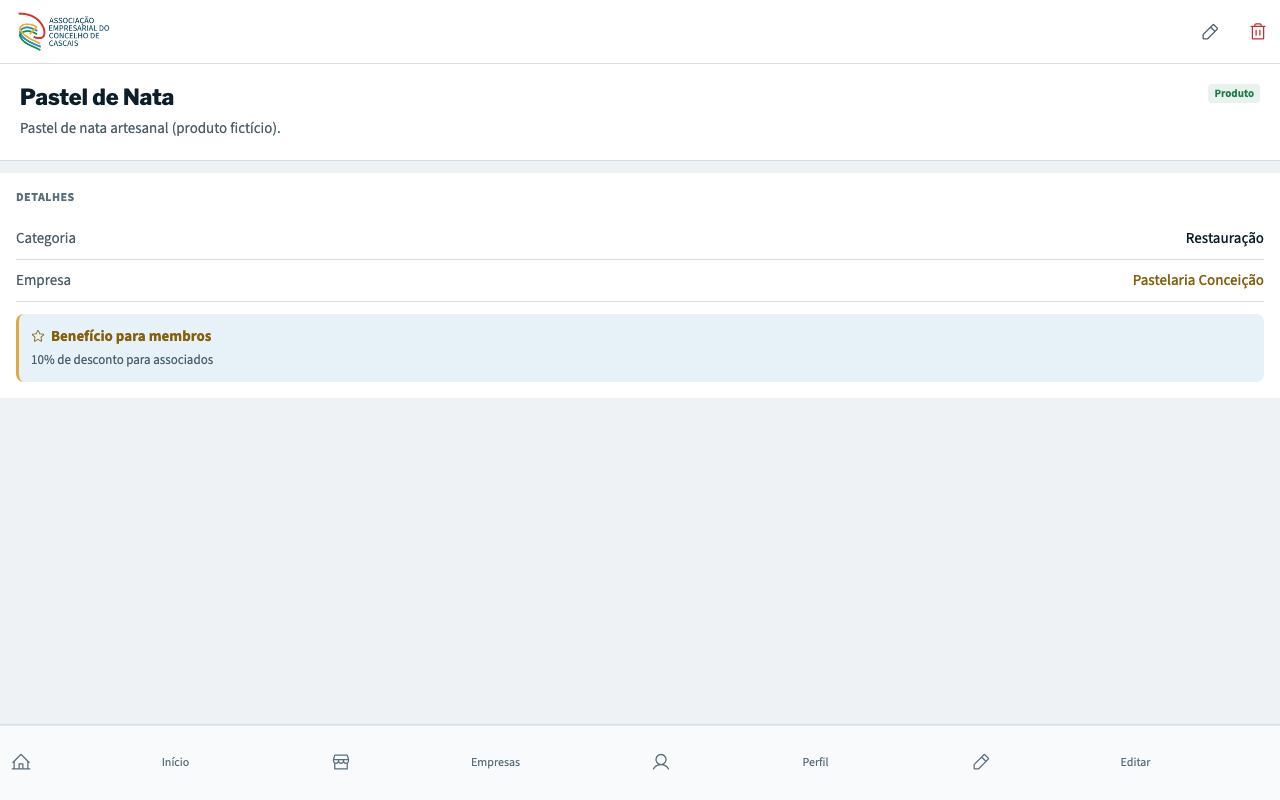 ASSOCIAÇÃO
EMPRESARIAL DO
CONCELHO DE
CASCAIS
Pastel de Nata
Produto
Pastel de nata artesanal (produto fictício).
DETALHES
Categoria
Restauração
Empresa
Pastelaria Conceição
Benefício para membros
10% de desconto para associados
Início
Empresas
Perfil
Editar